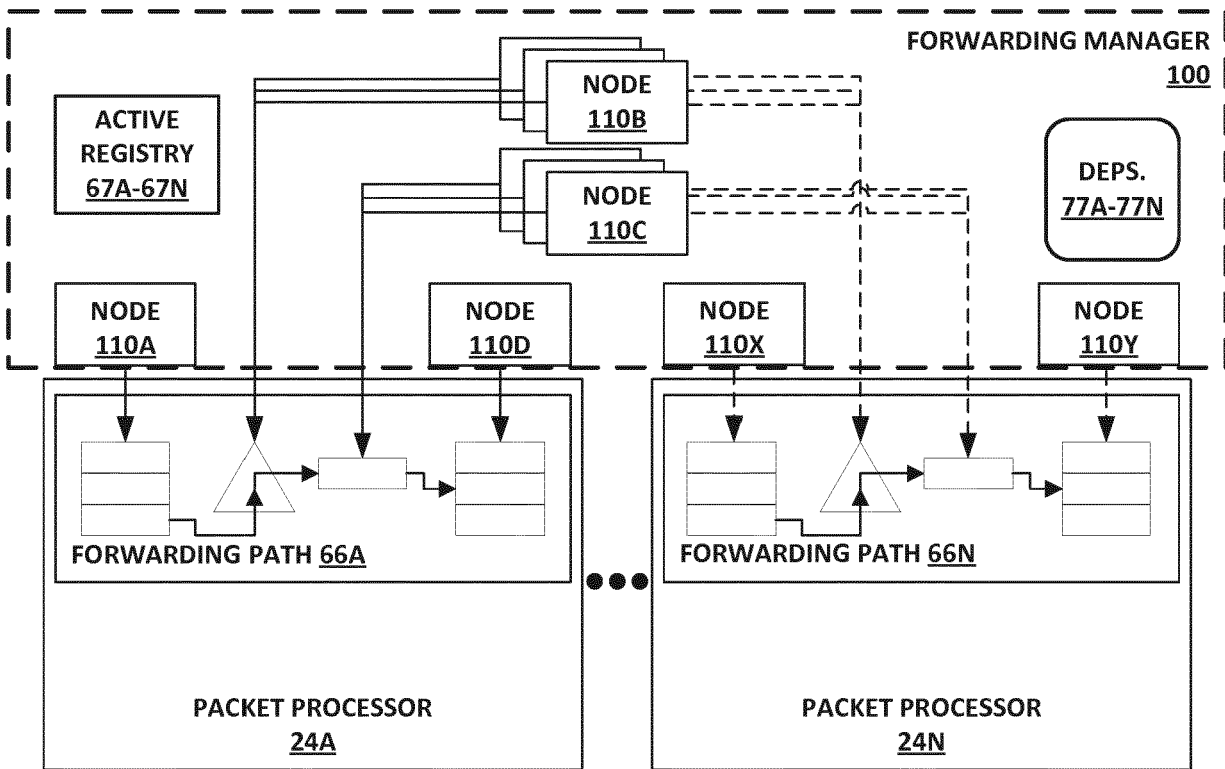 FORWARDING MANAGER
100
NODE
110B
ACTIVE
REGISTRY
67A-67N
DEPS.
77A-77N
NODE
110C
NODE
110A
NODE
110D
NODE
110X
NODE
110Y
FORWARDING PATH 66A
FORWARDING PATH 66N
PACKET PROCESSOR
24A
PACKET PROCESSOR
24N